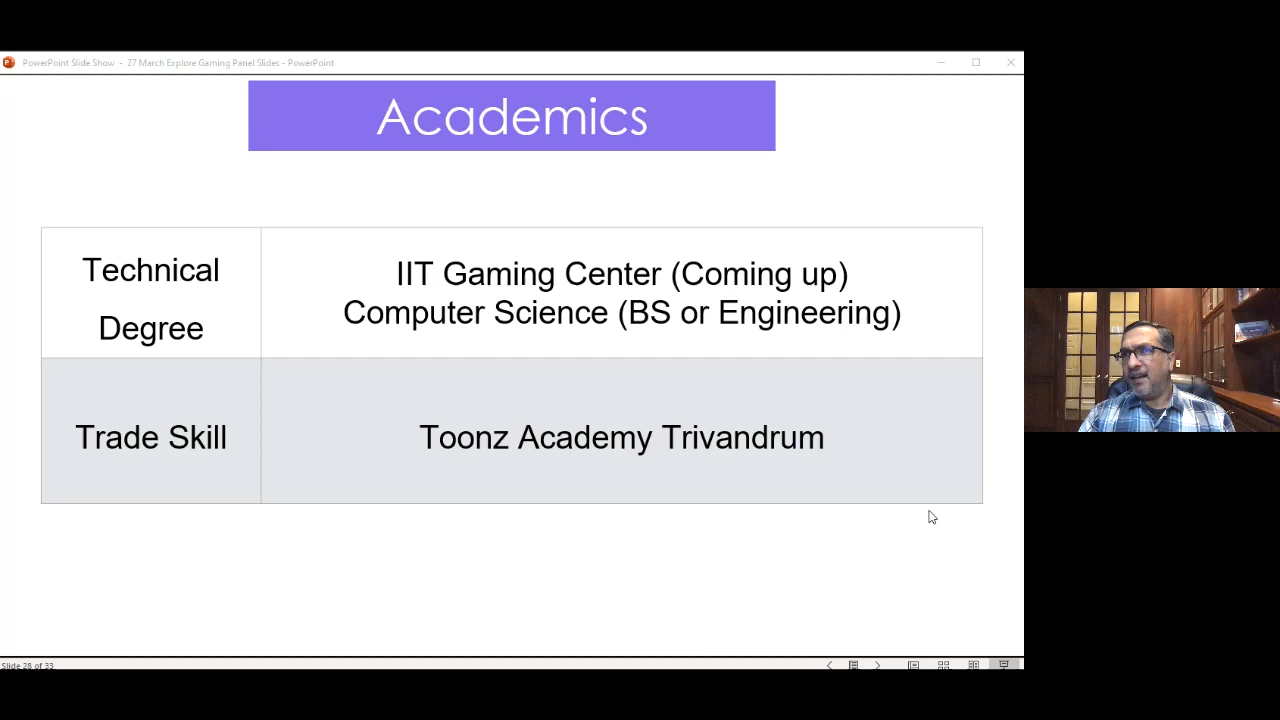 PowerPoint Slide Show - 27 March Explore Gaming Panel Slides - PowerPoint
Academics
Technical
Degree
IIT Gaming Center (Coming up)
Computer Science (BS or Engineering)
Trade Skill
Toonz Academy Trivandrum
Slide 28 of 33